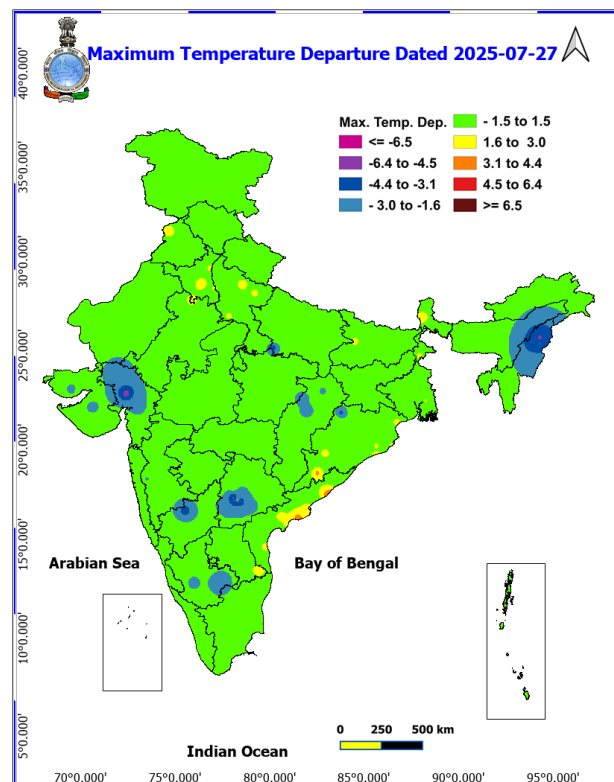 Maximum Temperature Departure Dated 2025-07-27
Max. Temp. Dep.
<= -6.5
-6.4 to -4.5
-4.4 to -3.1
- 3.0 to -1.6
- 1.5 to 1.5
1.6 to 3.0
3.1 to 4.4
4.5 to 6.4
>= 6.5
40°0.000'
35°0.000'
30°0.000'
25°0.000'
20°0.000'
15°0.000'
10°0.000'
5°0.000'
Arabian Sea
Bay of Bengal
Indian Ocean
0 250 500 km
70°0.000' 75°0.000' 80°0.000' 85°0.000' 90°0.000' 95°0.000'